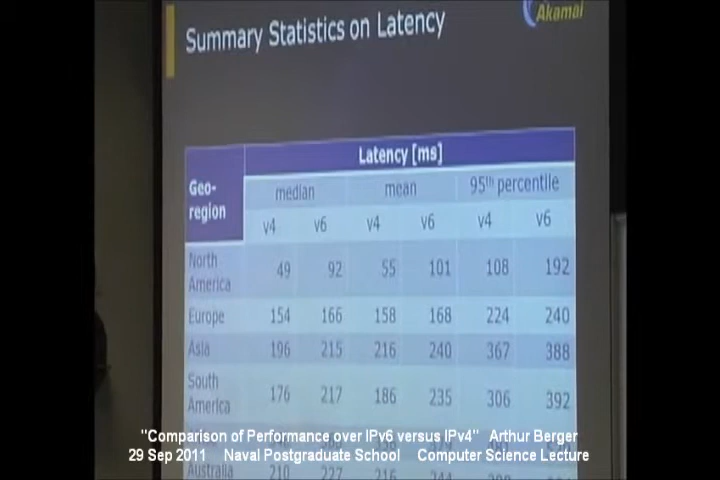 Summary Statistics on Latency
Akamai
Latency [ms]
Geo-
region
median mean 95th percentile
v4 v6 v4 v6 v4 v6
North
America
49 92 55 101 108 192
Europe 154 166 158 168 224 240
Asia 196 215 216 240 367 388
South
America
176 217 186 235 306 392
"Comparison of Performance over IPv6 versus IPv4" Arthur Berger
29 Sep 2011 Naval Postgraduate School Computer Science Lecture
Australia 210 227 216 244